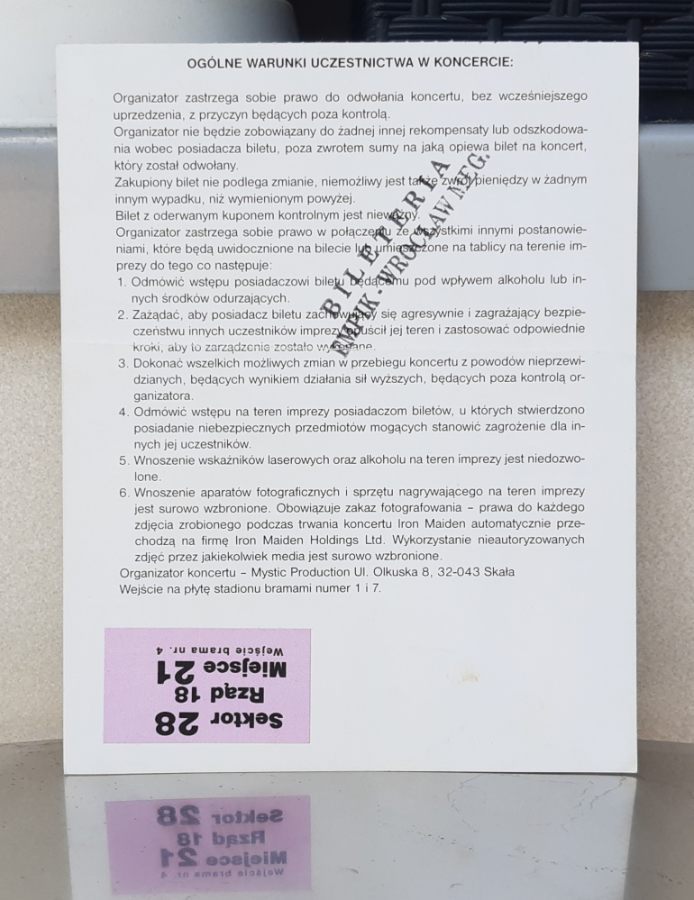 OGÓLNE WARUNKI UCZESTNICTWA W KONCERCIE:
Organizator zastrzega sobie prawo do odwołania koncertu, bez wcześniejszego
uprzedzenia, z przyczyn będących poza kontrolą.
Organizator nie będzie zobowiązany do żadnej innej rekompensaty lub odszkodowa-
nia wobec posiadacza biletu, poza zwrotem sumy na jaką opiewa bilet na koncert,
który został odwołany.
Zakupiony bilet nie podlega zmianie, niemożliwy jest także zwrot pieniędzy w żadnym
innym wypadku, niż wymienionym powyżej.
Bilet z oderwanym kuponem kontrolnym jest nieważny.
Organizator zastrzega sobie prawo w połączeniu ze wszystkimi innymi postanowie-
niami, które będą uwidocznione na bilecie lub umieszczone na tablicy na terenie im-
prezy do tego co następuje:
1. Odmówić wstępu posiadaczowi biletu będącemu pod wpływem alkoholu lub in-
nych środków odurzających.
2. Zażądać, aby posiadacz biletu zachowujący się agresywnie i zagrażający bezpie-
czeństwu innych uczestników imprezy opuścił jej teren i zastosować odpowiednie
kroki, aby to zarządzenie zostało wykonane.
3. Dokonać wszelkich możliwych zmian w przebiegu koncertu z powodów nieprzewi-
dzianych, będących wynikiem działania sił wyższych, będących poza kontrolą or-
ganizatora.
4. Odmówić wstępu na teren imprezy posiadaczom biletów, u których stwierdzono
posiadanie niebezpiecznych przedmiotów mogących stanowić zagrożenie dla in-
nych jej uczestników.
5. Wnoszenie wskaźników laserowych oraz alkoholu na teren imprezy jest niedozwo-
lone.
6. Wnoszenie aparatów fotograficznych i sprzętu nagrywającego na teren imprezy
jest surowo wzbronione. Obowiązuje zakaz fotografowania – prawa do każdego
zdjęcia zrobionego podczas trwania koncertu Iron Maiden automatycznie prze-
chodzą na firmę Iron Maiden Holdings Ltd. Wykorzystanie nieautoryzowanych
zdjęć przez jakiekolwiek media jest surowo wzbronione.
Organizator koncertu – Mystic Production Ul. Olkuska 8, 32-043 Skała
Wejście na płytę stadionu bramami numer 1 i 7.
BILETERIA
EMPIK - WROCŁAW MEG.
Sektor 28
Rząd 18
Miejsce 21
Wejście brama nr. 4